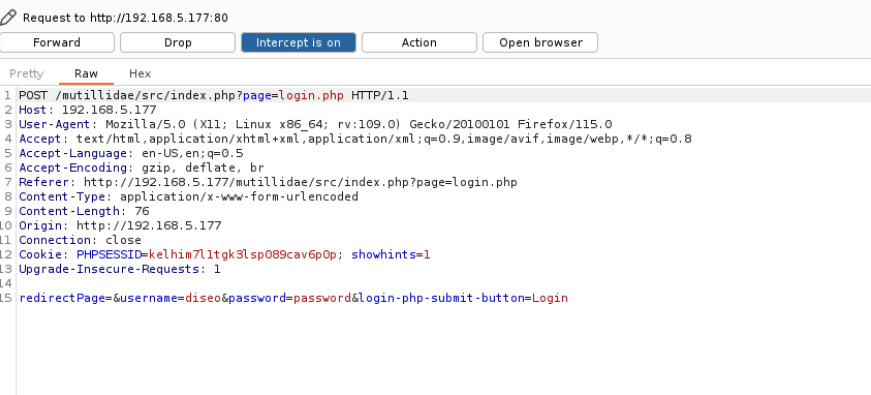 Request to http://192.168.5.177:80
Forward Drop Intercept is on Action Open browser
Pretty Raw Hex
1 POST /mutillidae/src/index.php?page=login.php HTTP/1.1
2 Host: 192.168.5.177
3 User-Agent: Mozilla/5.0 (X11; Linux x86_64; rv:109.0) Gecko/20100101 Firefox/115.0
4 Accept: text/html,application/xhtml+xml,application/xml;q=0.9,image/avif,image/webp,*/*;q=0.8
5 Accept-Language: en-US,en;q=0.5
6 Accept-Encoding: gzip, deflate, br
7 Referer: http://192.168.5.177/mutillidae/src/index.php?page=login.php
8 Content-Type: application/x-www-form-urlencoded
9 Content-Length: 76
10 Origin: http://192.168.5.177
11 Connection: close
12 Cookie: PHPSESSID=kelhim7l1tgk3lsp089cav6p0p; showhints=1
13 Upgrade-Insecure-Requests: 1
14
15 redirectPage=&username=diseo&password=password&login-php-submit-button=Login